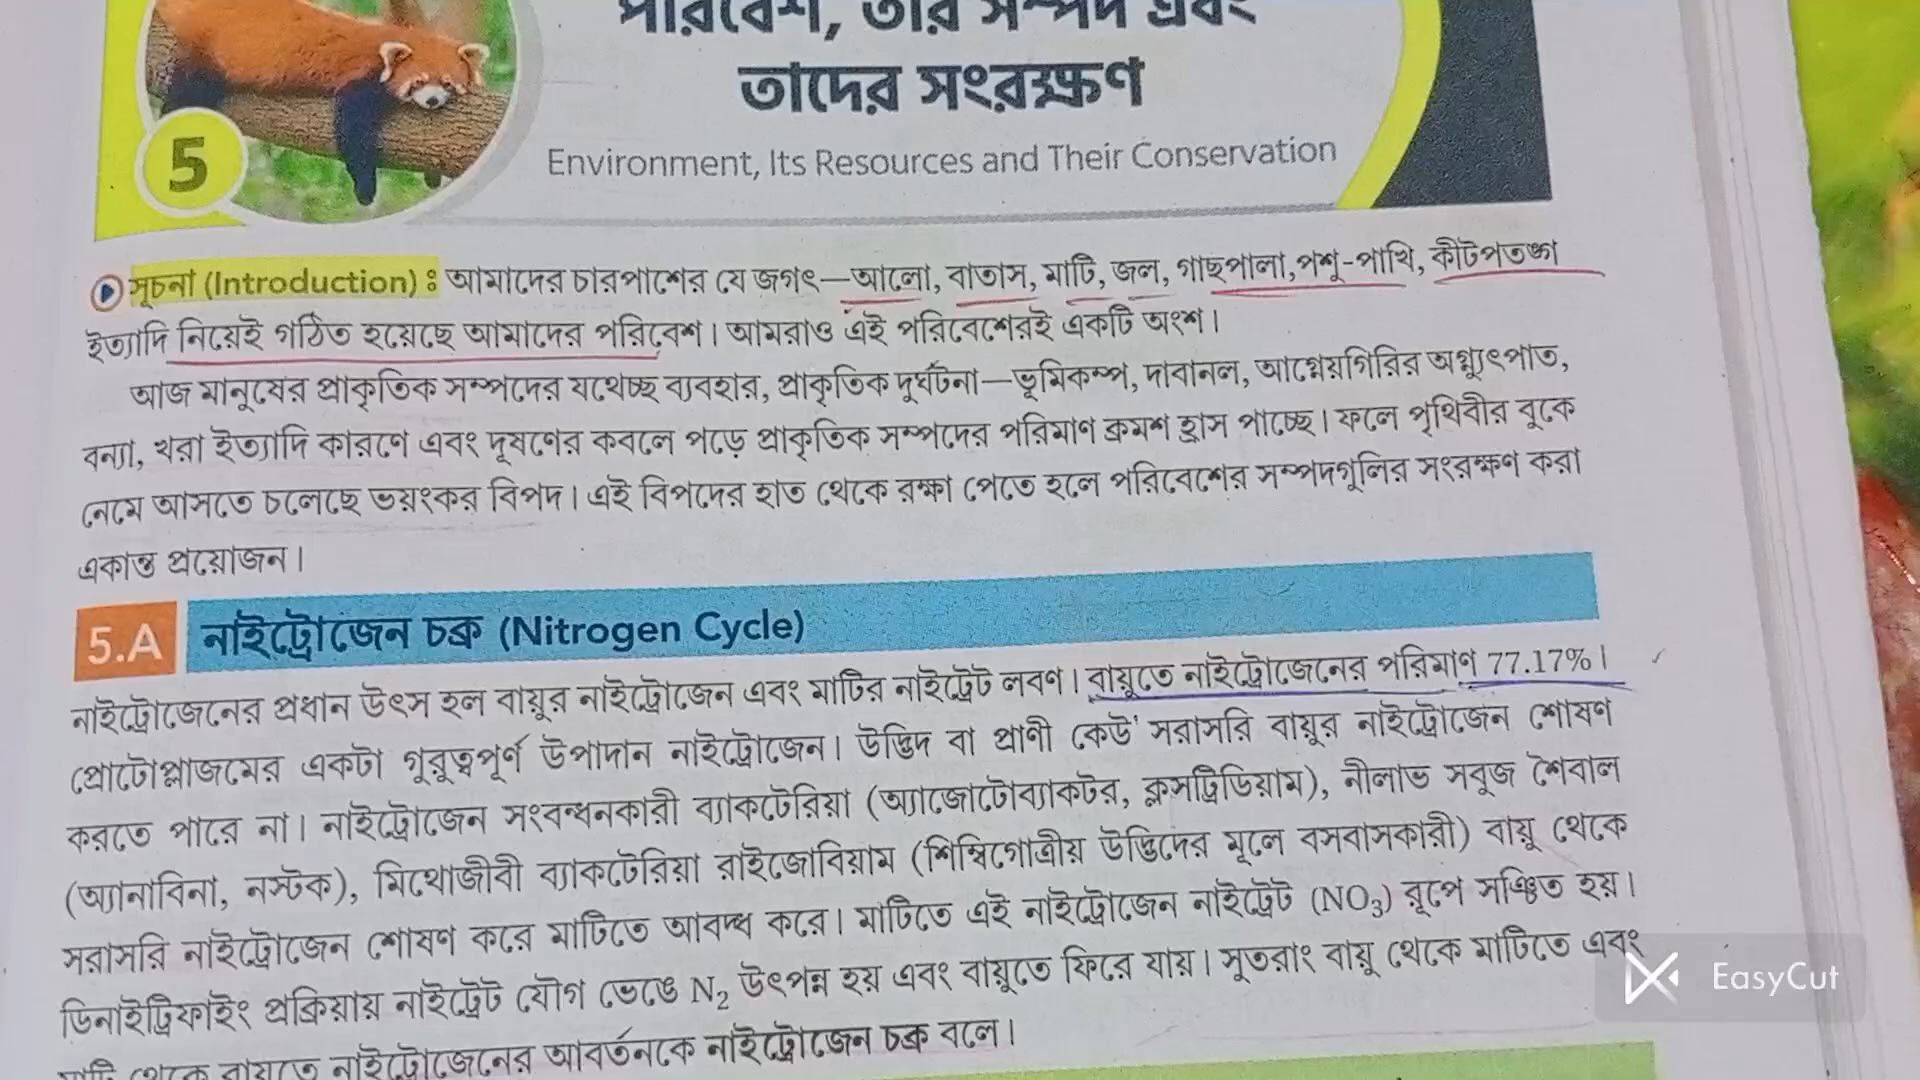 পরিবেশ, তার সম্পদ এবং
তাদের সংরক্ষণ
5
Environment, Its Resources and Their Conservation
সূচনা (Introduction) : আমাদের চারপাশের যে জগৎ—আলো, বাতাস, মাটি, জল, গাছপালা, পশু-পাখি, কীটপতঙ্গ
ইত্যাদি নিয়েই গঠিত হয়েছে আমাদের পরিবেশ। আমরাও এই পরিবেশেরই একটি অংশ।
আজ মানুষের প্রাকৃতিক সম্পদের যথেচ্ছ ব্যবহার, প্রাকৃতিক দুর্ঘটনা—ভূমিকম্প, দাবানল, আগ্নেয়গিরির অগ্ন্যুৎপাত,
বন্যা, খরা ইত্যাদি কারণে এবং দূষণের কবলে পড়ে প্রাকৃতিক সম্পদের পরিমাণ ক্রমশ হ্রাস পাচ্ছে। ফলে পৃথিবীর বুকে
নেমে আসতে চলেছে ভয়ংকর বিপদ। এই বিপদের হাত থেকে রক্ষা পেতে হলে পরিবেশের সম্পদগুলির সংরক্ষণ করা
একান্ত প্রয়োজন।
5.A নাইট্রোজেন চক্র (Nitrogen Cycle)
নাইট্রোজেনের প্রধান উৎস হল বায়ুর নাইট্রোজেন এবং মাটির নাইট্রেট লবণ। বায়ুতে নাইট্রোজেনের পরিমাণ 77.17%।
প্রোটোপ্লাজমের একটা গুরুত্বপূর্ণ উপাদান নাইট্রোজেন। উদ্ভিদ বা প্রাণী কেউ সরাসরি বায়ুর নাইট্রোজেন শোষণ
করতে পারে না। নাইট্রোজেন সংবন্ধনকারী ব্যাকটেরিয়া (অ্যাজোটোব্যাকটর, ক্লসট্রিডিয়াম), নীলাভ সবুজ শৈবাল
(অ্যানাবিনা, নস্টক), মিথোজীবী ব্যাকটেরিয়া রাইজোবিয়াম (শিম্বিগোত্রীয় উদ্ভিদের মূলে বসবাসকারী) বায়ু থেকে
সরাসরি নাইট্রোজেন শোষণ করে মাটিতে আবদ্ধ করে। মাটিতে এই নাইট্রোজেন নাইট্রেট (NO₃) রূপে সঞ্চিত হয়।
ডিনাইট্রিফাইং প্রক্রিয়ায় নাইট্রেট যৌগ ভেঙে N₂ উৎপন্ন হয় এবং বায়ুতে ফিরে যায়। সুতরাং বায়ু থেকে মাটিতে এবং
মাটি থেকে বায়ুতে নাইট্রোজেনের আবর্তনকে নাইট্রোজেন চক্র বলে।
EasyCut